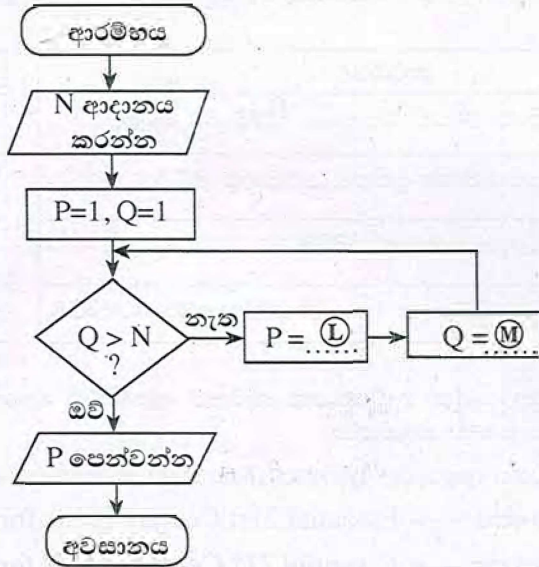 ආරම්භය
N ආදානය
කරන්න
P=1, Q=1
Q > N
?
නැත
P = Ⓛ
Q = Ⓜ
ඔව්
P පෙන්වන්න
අවසානය